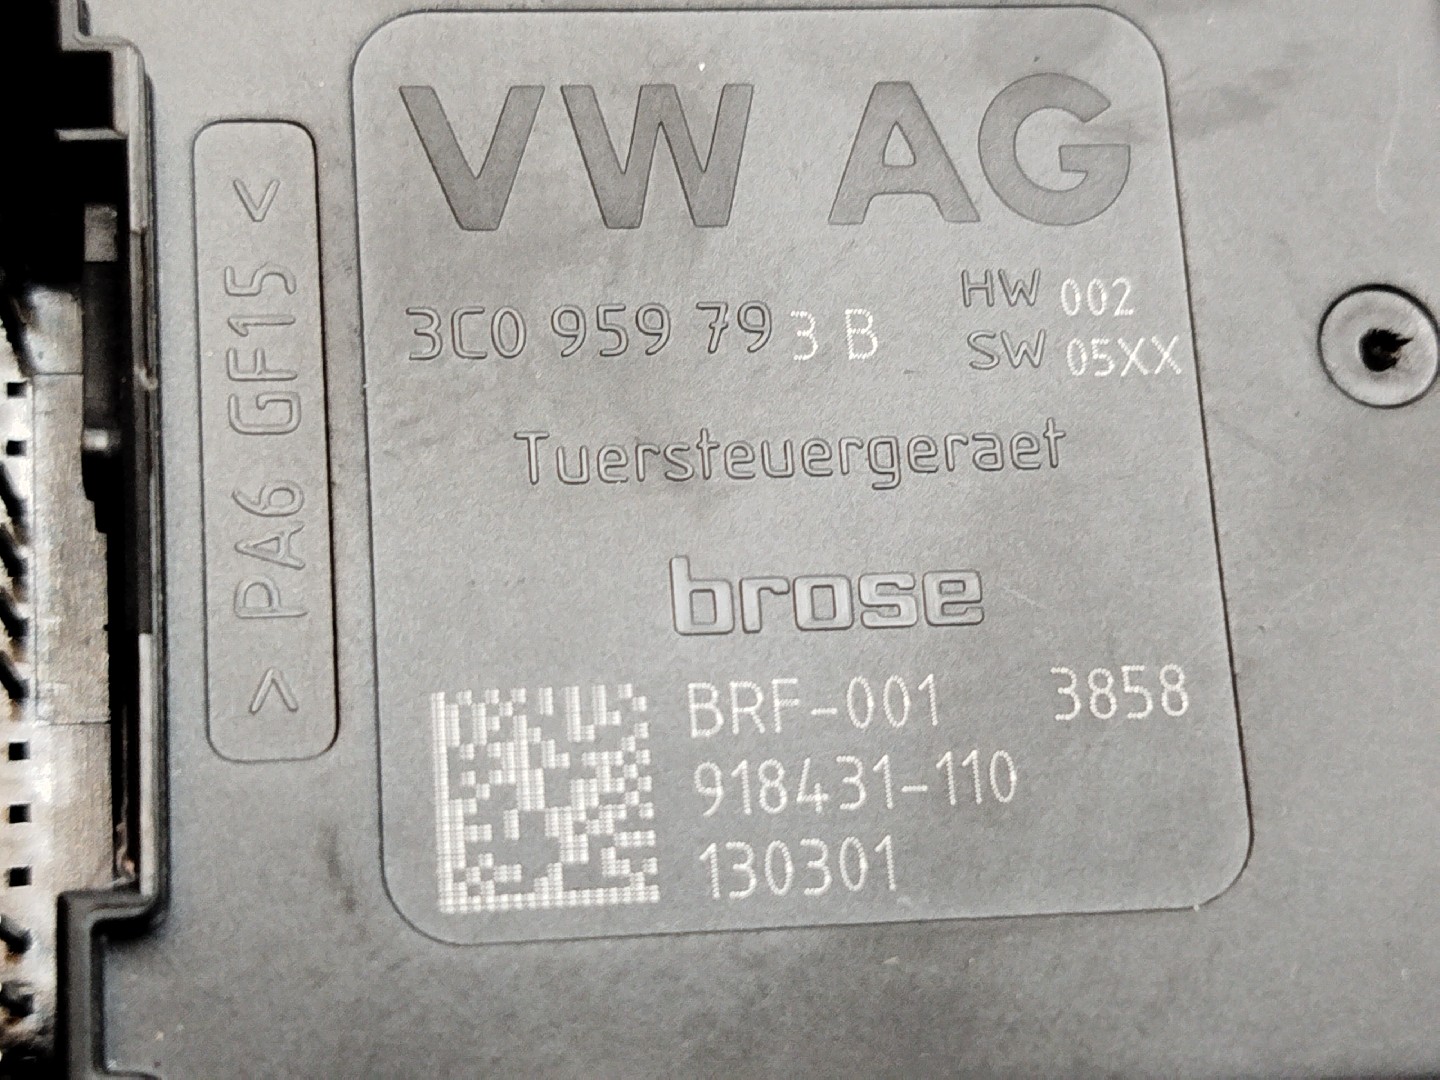 VW AG
3C0 959 793 B
HW 002
SW 05XX
Tuersteuergeraet
brose
BRF-001 3858
918431-110
130301
> PA6 GF15 <